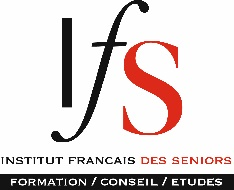 IfS
INSTITUT FRANCAIS DES SENIORS
FORMATION / CONSEIL / ETUDES